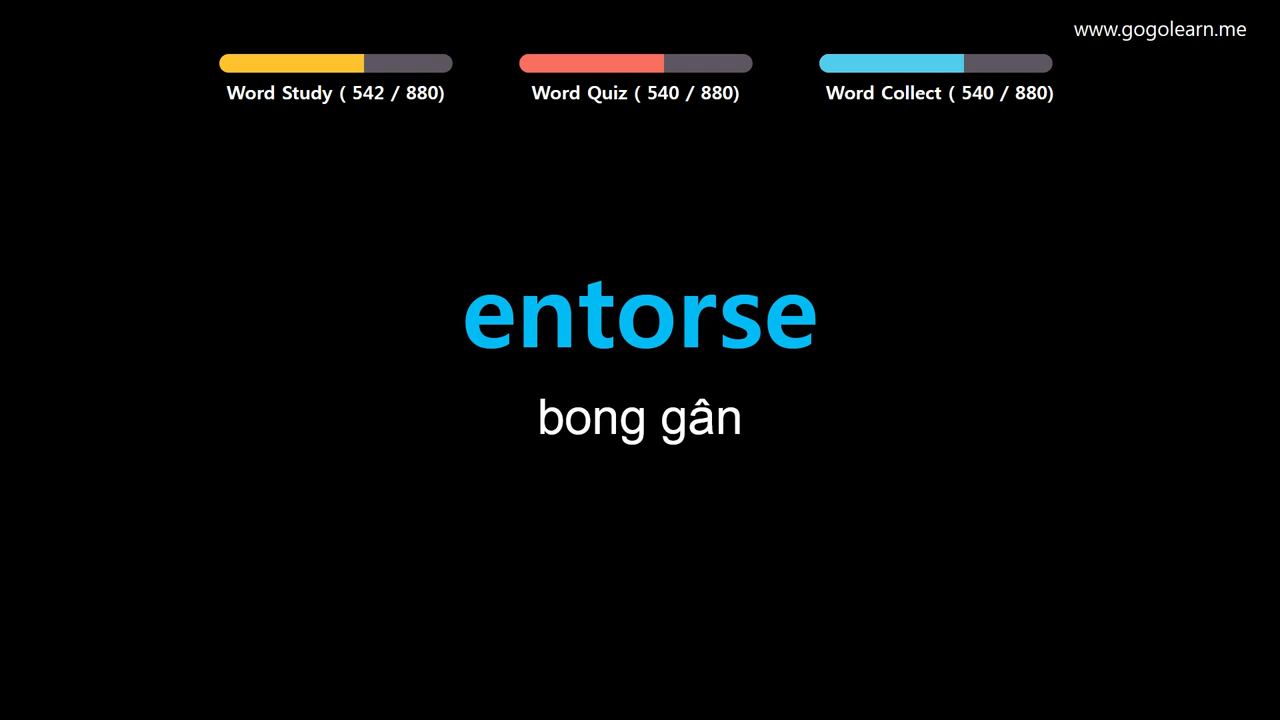 www.gogolearn.me
Word Study ( 542 / 880)
Word Quiz ( 540 / 880)
Word Collect ( 540 / 880)
entorse
bong gân